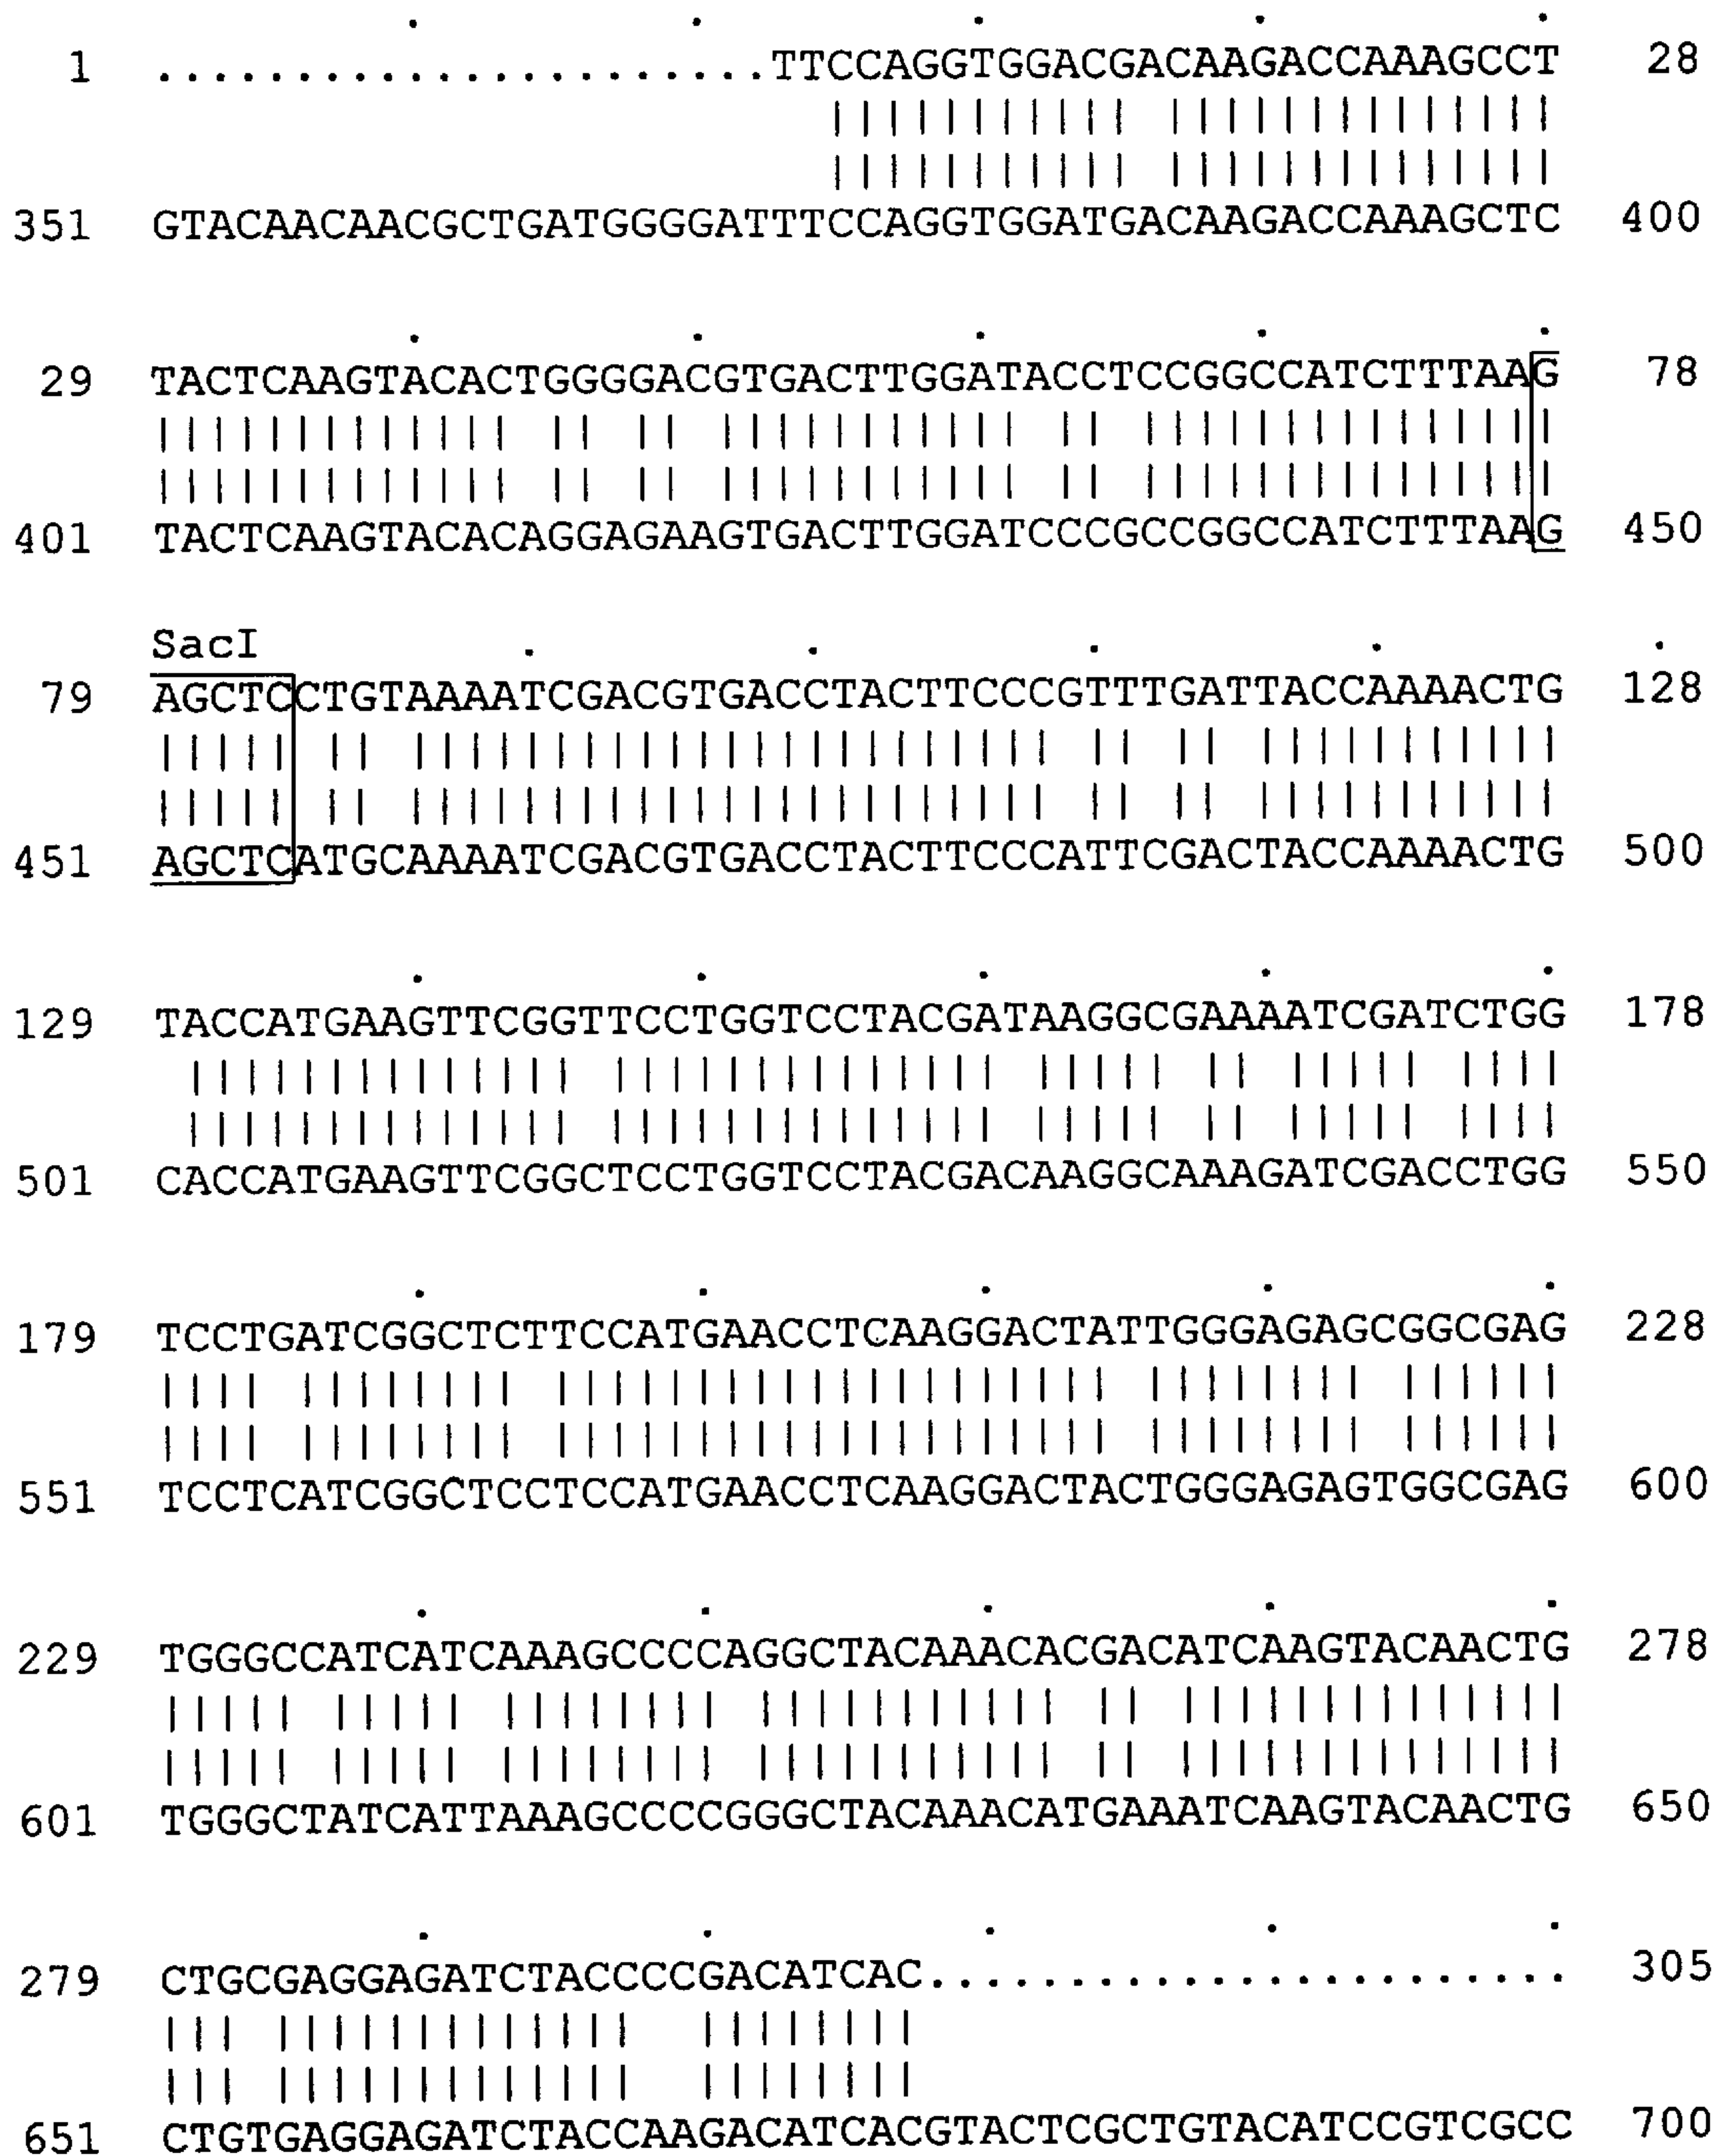 1 ......................TTCCAGGTGGACGACAAGACCAAAGCCT 28
351 GTACAACAACGCTGATGGGGATTTCCAGGTGGATGACAAGACCAAAGCTC 400
29 TACTCAAGTACACTGGGGACGTGACTTGGATACCTCCGGCCATCTTTAAG 78
401 TACTCAAGTACACAGGAGAAGTGACTTGGATCCCGCCGGCCATCTTTAAG 450
SacI
79 AGCTCCTGTAAAATCGACGTGACCTACTTCCCGTTTGATTACCAAAACTG 128
451 AGCTCATGCAAAATCGACGTGACCTACTTCCCATTCGACTACCAAAACTG 500
129 TACCATGAAGTTCGGTTCCTGGTCCTACGATAAGGCGAAAATCGATCTGG 178
501 CACCATGAAGTTCGGCTCCTGGTCCTACGACAAGGCAAAGATCGACCTGG 550
179 TCCTGATCGGCTCTTCCATGAACCTCAAGGACTATTGGGAGAGCGGCGAG 228
551 TCCTCATCGGCTCCTCCATGAACCTCAAGGACTACTGGGAGAGTGGCGAG 600
229 TGGGCCATCATCAAAGCCCCAGGCTACAAACACGACATCAAGTACAACTG 278
601 TGGGCTATCATTAAAGCCCCGGGCTACAAACATGAAATCAAGTACAACTG 650
279 CTGCGAGGAGATCTACCCCGACATCAC....................... 305
651 CTGTGAGGAGATCTACCAAGACATCACGTACTCGCTGTACATCCGTCGCC 700